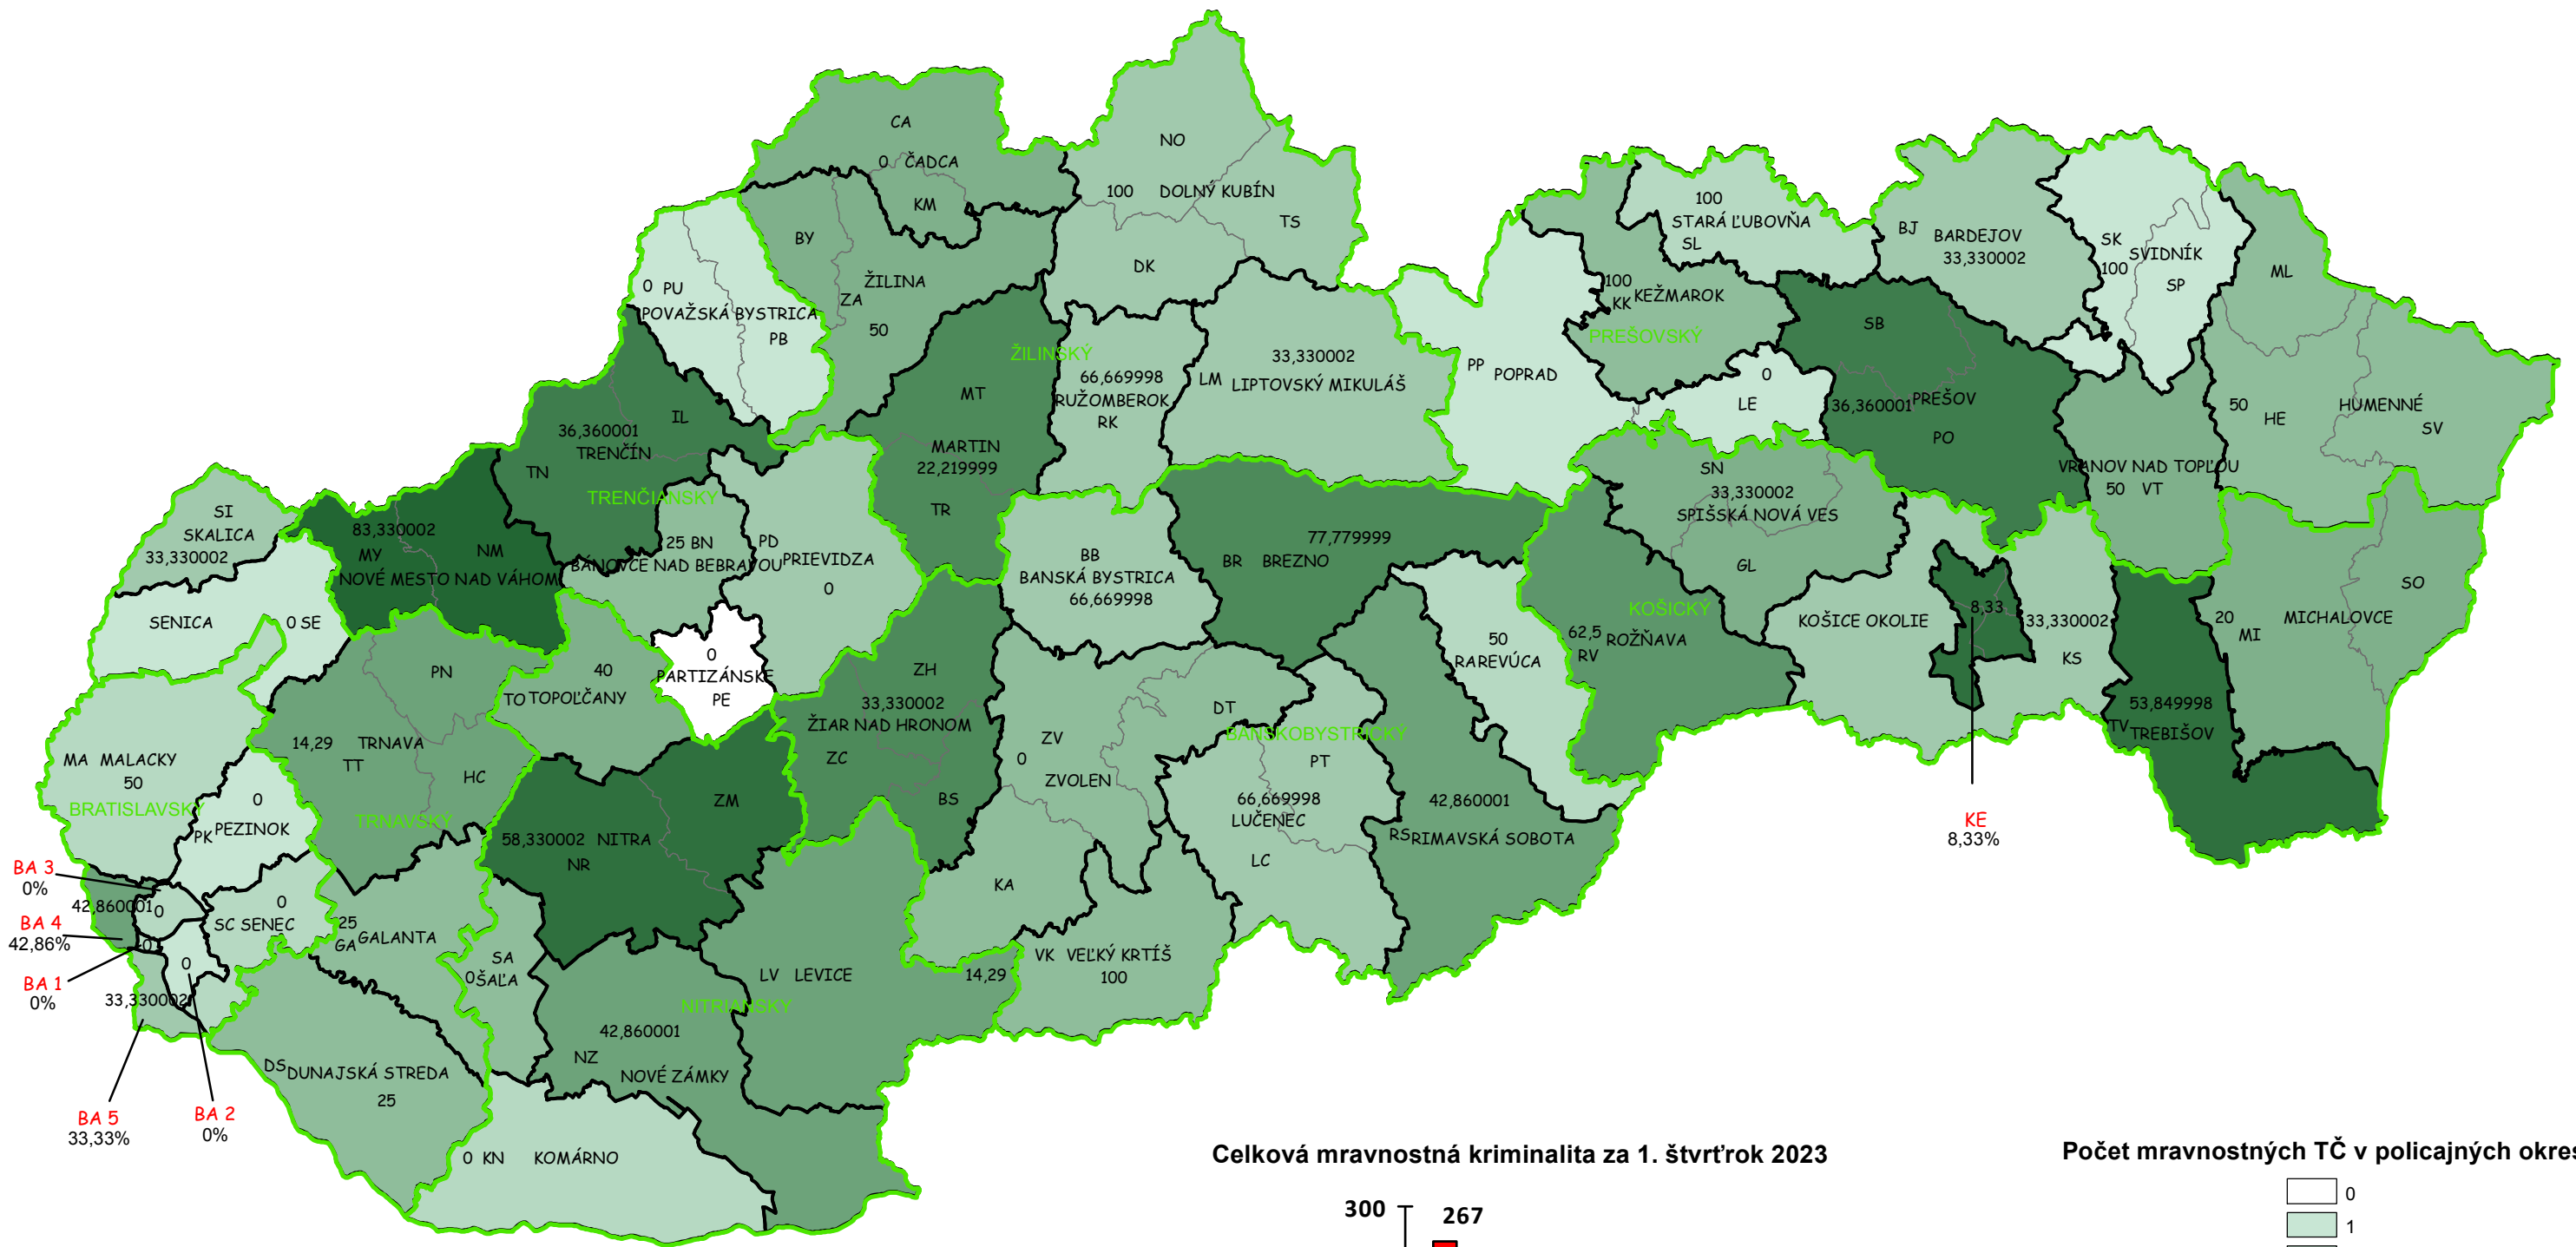 CA
0 ČADCA
KM
NO
100 DOLNÝ KUBÍN
TS
DK
BY
ŽILINA
ZA
50
0 PU
POVAŽSKÁ BYSTRICA
PB
ŽILINSKÝ
MT
MARTIN
22,219999
TR
66,669998
RUŽOMBEROK
RK
33,330002
LM LIPTOVSKÝ MIKULÁŠ
PP POPRAD
100
KK KEŽMAROK
PREŠOVSKÝ
100
STARÁ ĽUBOVŇA
SL
BJ BARDEJOV
33,330002
SK SVIDNÍK
100 SP
ML
50 HE
HUMENNÉ
SV
SB
36,360001 PREŠOV
PO
0
LE
VRANOV NAD TOPĽOU
50 VT
IL
36,360001
TRENČÍN
TN
TRENČIANSKY
SI
SKALICA
33,330002
83,330002
MY NM
NOVÉ MESTO NAD VÁHOM
25 BN
BÁNOVCE NAD BEBRAVOU
PD
PRIEVIDZA
0
BB
BANSKÁ BYSTRICA
66,669998
77,779999
BR BREZNO
SN
33,330002
SPIŠSKÁ NOVÁ VES
GL
KOŠICKÝ
62,5 ROŽŇAVA
RV
KOŠICE OKOLIE
8,33
33,330002
KS
20
MI
MICHALOVCE
SO
53,849998
TV TREBIŠOV
KE
8,33%
SENICA
0 SE
PN
40
TO TOPOĽČANY
0
PARTIZÁNSKE
PE
ZH
33,330002
ŽIAR NAD HRONOM
ZC
BS
50
RA REVÚCA
MA MALACKY
50
BRATISLAVSKÝ
14,29 TRNAVA
TT
HC
TRNAVSKÝ
0
PK PEZINOK
58,330002 NITRA
NR
ZM
ZV
0
ZVOLEN
DT
BANSKOBYSTRICKÝ
PT
66,669998
LUČENEC
LC
42,860001
RS RIMAVSKÁ SOBOTA
KA
VK VEĽKÝ KRTÍŠ
100
BA 3
0%
BA 4
42,86%
BA 1
0%
42,860001
0
0
0
33,330002
0
SC SENEC
25
GA GALANTA
SA
0 ŠAĽA
LV LEVICE
14,29
NITRIANSKY
42,860001
NZ
NOVÉ ZÁMKY
DS DUNAJSKÁ STREDA
25
BA 5
33,33%
BA 2
0%
0 KN KOMÁRNO
Celková mravnostná kriminalita za 1. štvrťrok 2023
300
267
Počet mravnostných TČ v policajných okres
0
1